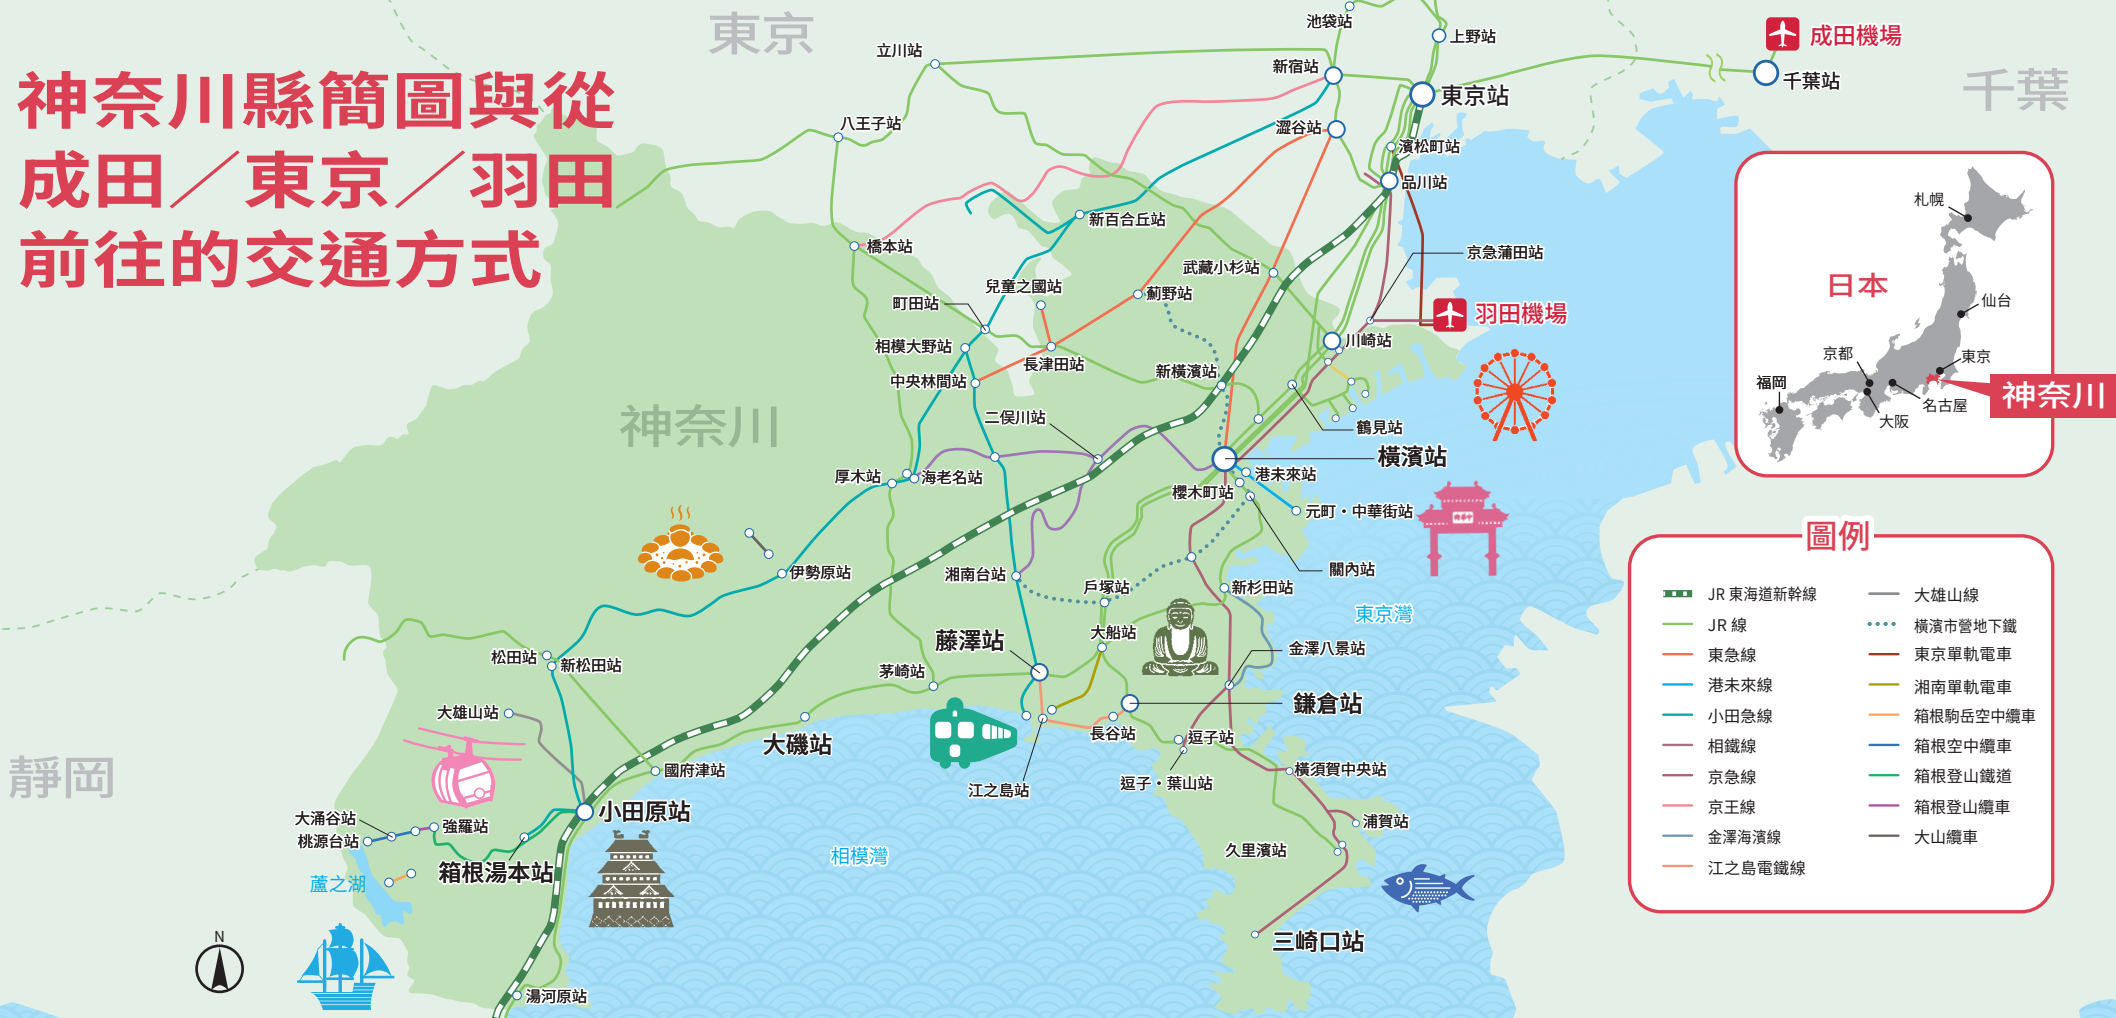 神奈川縣簡圖與從
成田／東京／羽田
前往的交通方式
東京
千葉
神奈川
靜岡
池袋站
上野站
成田機場
千葉站
立川站
新宿站
東京站
八王子站
澀谷站
濱松町站
品川站
新百合丘站
橋本站
京急蒲田站
武藏小杉站
兒童之國站
薊野站
町田站
羽田機場
川崎站
相模大野站
長津田站
新橫濱站
中央林間站
二俣川站
鶴見站
橫濱站
厚木站
海老名站
港未來站
櫻木町站
元町・中華街站
關內站
伊勢原站
湘南台站
戶塚站
新杉田站
東京灣
藤澤站
大船站
金澤八景站
松田站
新松田站
茅崎站
鎌倉站
大雄山站
大磯站
長谷站
逗子站
國府津站
江之島站
逗子・葉山站
橫須賀中央站
小田原站
大涌谷站
桃源台站
強羅站
浦賀站
久里濱站
相模灣
箱根湯本站
蘆之湖
三崎口站
湯河原站
N
札幌
日本
仙台
京都
東京
福岡
名古屋
大阪
神奈川
圖例
JR 東海道新幹線
JR 線
東急線
港未來線
小田急線
相鐵線
京急線
京王線
金澤海濱線
江之島電鐵線
大雄山線
橫濱市營地下鐵
東京單軌電車
湘南單軌電車
箱根駒岳空中纜車
箱根空中纜車
箱根登山鐵道
箱根登山纜車
大山纜車